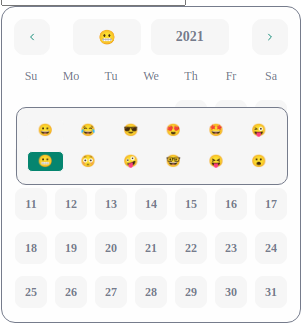 ‹ 😬 2021 ›
Su Mo Tu We Th Fr Sa
😀 😂 😎 😍 🤩 😜
😬 😳 🤪 🤓 😝 😮
11 12 13 14 15 16 17
18 19 20 21 22 23 24
25 26 27 28 29 30 31